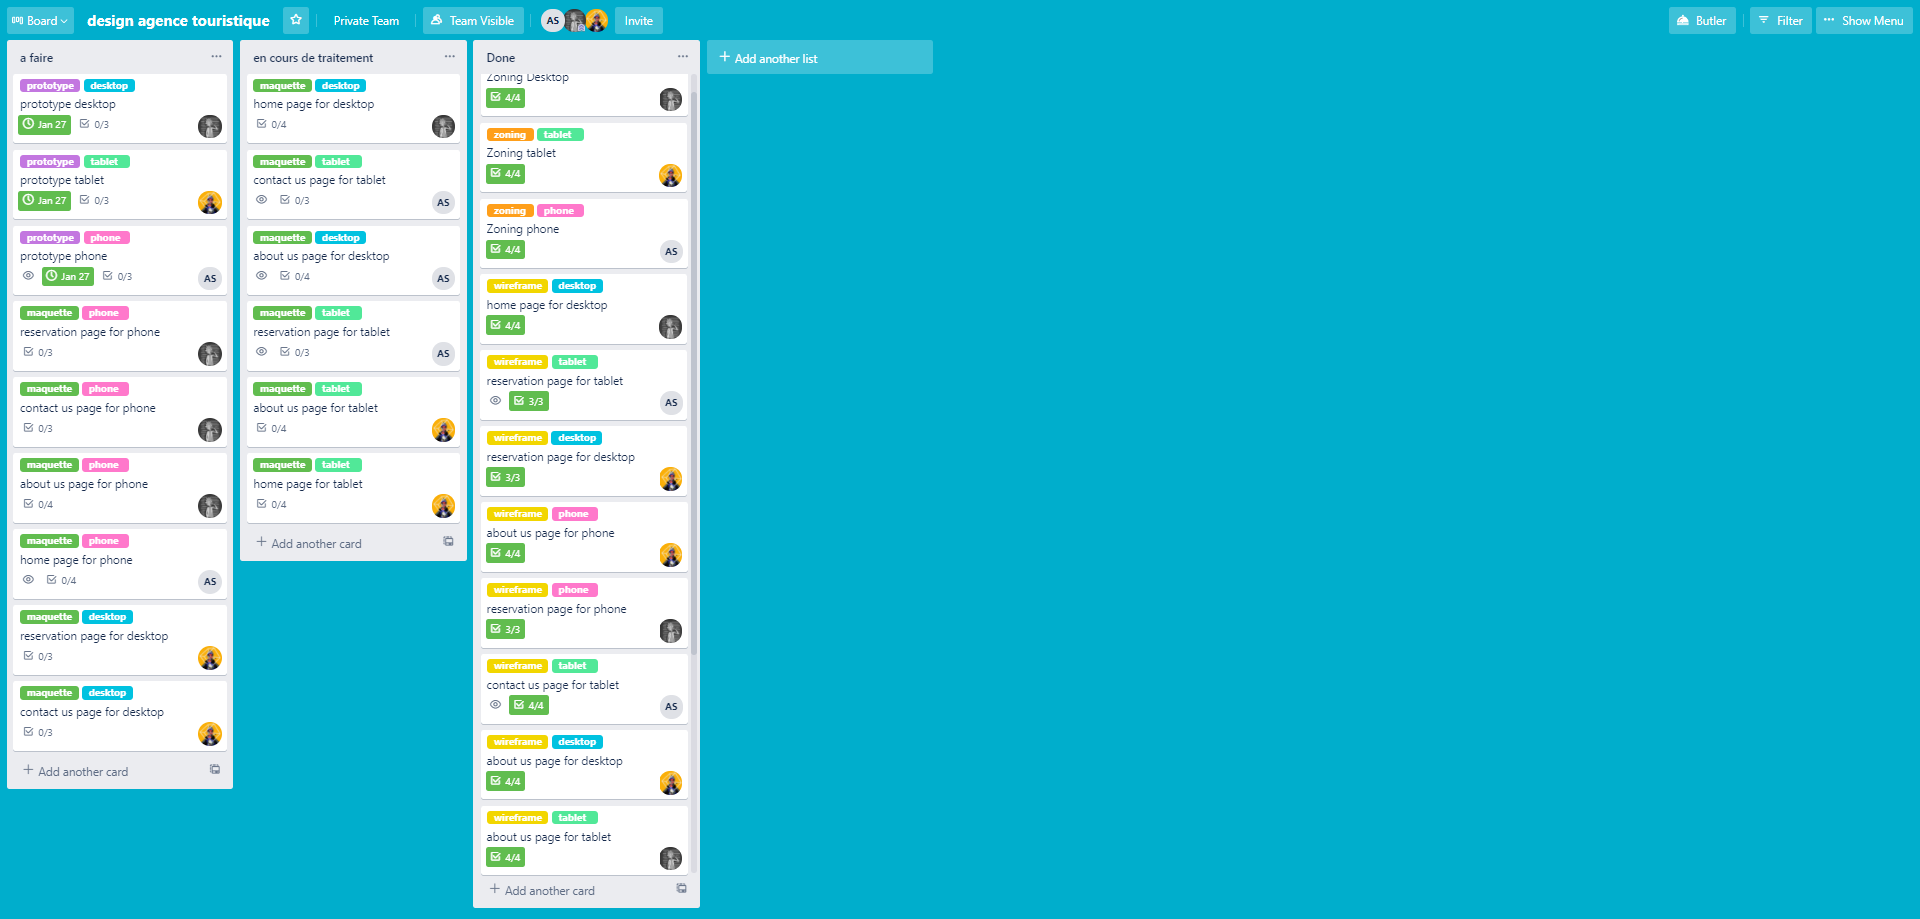 Board design agence touristique Private Team Team Visible AS Invite Butler Filter Show Menu
a faire
prototype desktop
prototype desktop
Jan 27 0/3
prototype tablet
prototype tablet
Jan 27 0/3
prototype phone
prototype phone
Jan 27 0/3 AS
maquette phone
reservation page for phone
0/3
maquette phone
contact us page for phone
0/3
maquette phone
about us page for phone
0/4
maquette phone
home page for phone
0/4 AS
maquette desktop
reservation page for desktop
0/3
maquette desktop
contact us page for desktop
0/3
Add another card
en cours de traitement
maquette desktop
home page for desktop
0/4
maquette tablet
contact us page for tablet
0/3 AS
maquette desktop
about us page for desktop
0/4 AS
maquette tablet
reservation page for tablet
0/3 AS
maquette tablet
about us page for tablet
0/4
maquette tablet
home page for tablet
0/4
Add another card
Done
Zoning Desktop
4/4
zoning tablet
Zoning tablet
4/4
zoning phone
Zoning phone
4/4 AS
wireframe desktop
home page for desktop
4/4
wireframe tablet
reservation page for tablet
3/3 AS
wireframe desktop
reservation page for desktop
3/3
wireframe phone
about us page for phone
4/4
wireframe phone
reservation page for phone
3/3
wireframe tablet
contact us page for tablet
4/4 AS
wireframe desktop
about us page for desktop
4/4
wireframe tablet
about us page for tablet
4/4
Add another card
Add another list